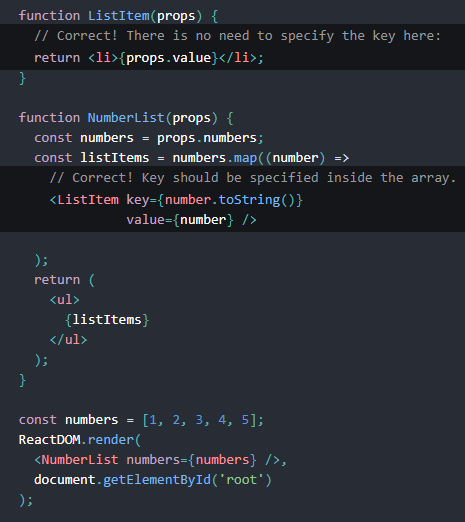 function ListItem(props) {
  // Correct! There is no need to specify the key here:
  return <li>{props.value}</li>;
}

function NumberList(props) {
  const numbers = props.numbers;
  const listItems = numbers.map((number) =>
    // Correct! Key should be specified inside the array.
    <ListItem key={number.toString()}
              value={number} />

  );
  return (
    <ul>
      {listItems}
    </ul>
  );
}

const numbers = [1, 2, 3, 4, 5];
ReactDOM.render(
  <NumberList numbers={numbers} />,
  document.getElementById('root')
);